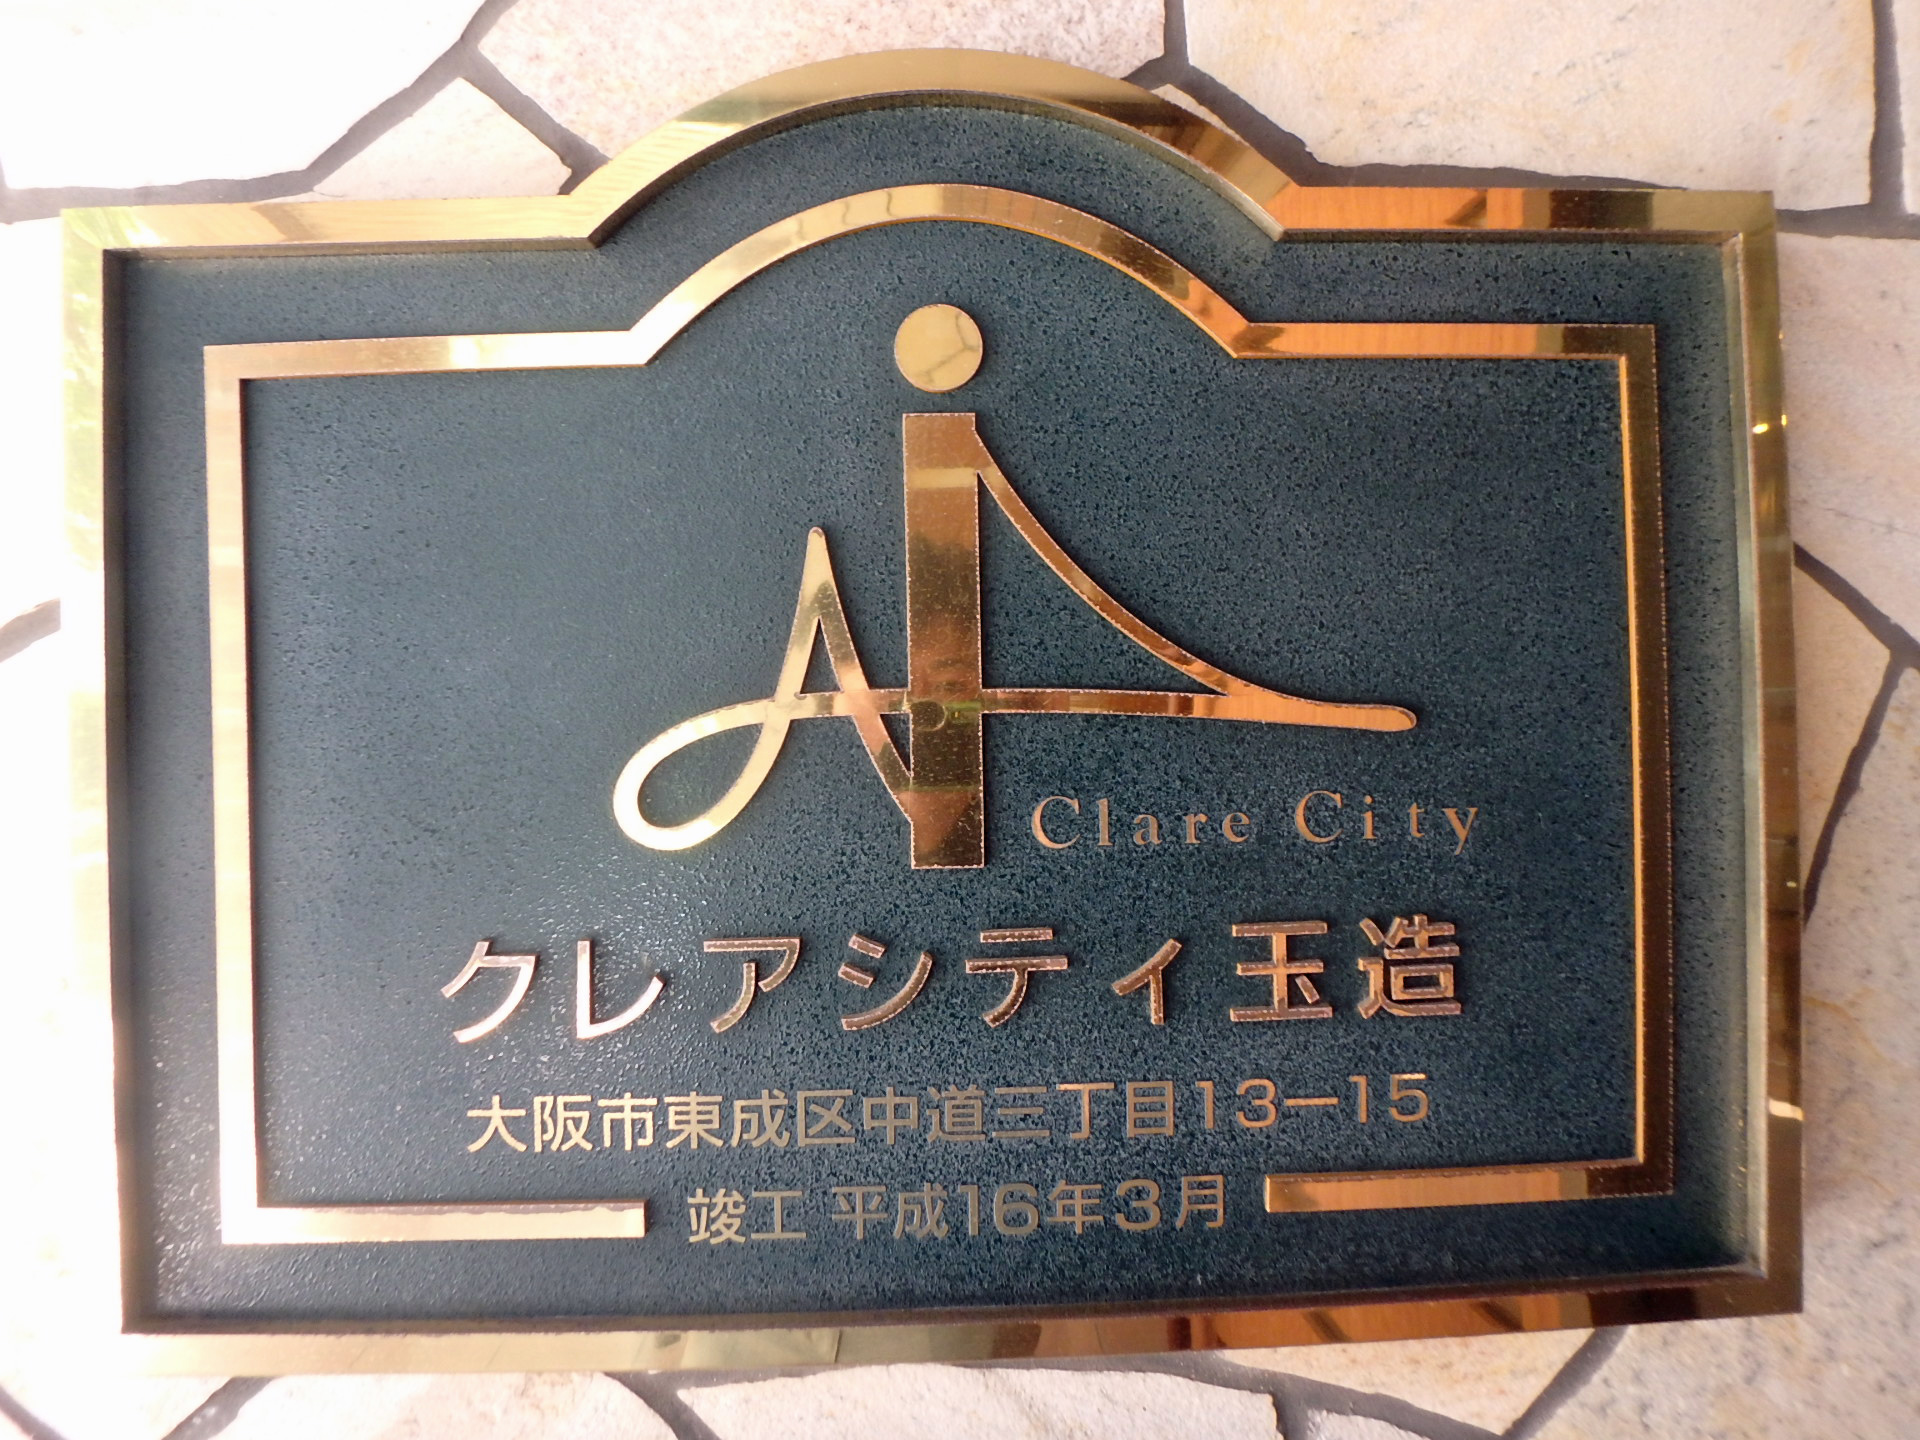 Clare City
クレアシティ玉造
大阪市東成区中道三丁目13-15
竣工 平成16年3月